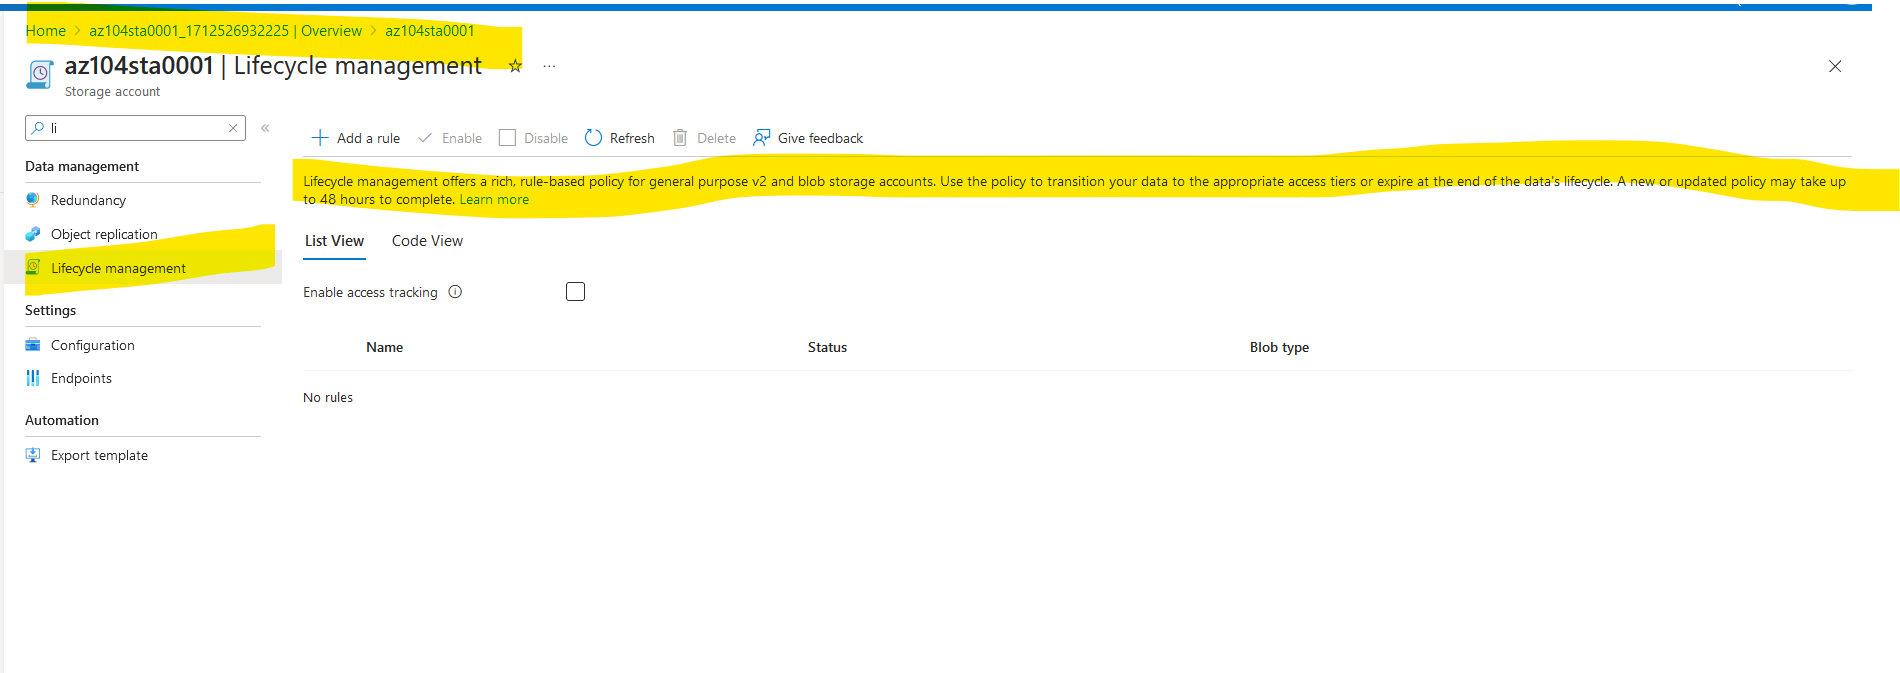 Home > az104sta0001_1712526932225 | Overview > az104sta0001
az104sta0001 | Lifecycle management ☆ ...
Storage account
li
Data management
Redundancy
Object replication
Lifecycle management
Settings
Configuration
Endpoints
Automation
Export template
Add a rule Enable Disable Refresh Delete Give feedback
Lifecycle management offers a rich, rule-based policy for general purpose v2 and blob storage accounts. Use the policy to transition your data to the appropriate access tiers or expire at the end of the data's lifecycle. A new or updated policy may take up
to 48 hours to complete. Learn more
List View Code View
Enable access tracking
Name Status Blob type
No rules